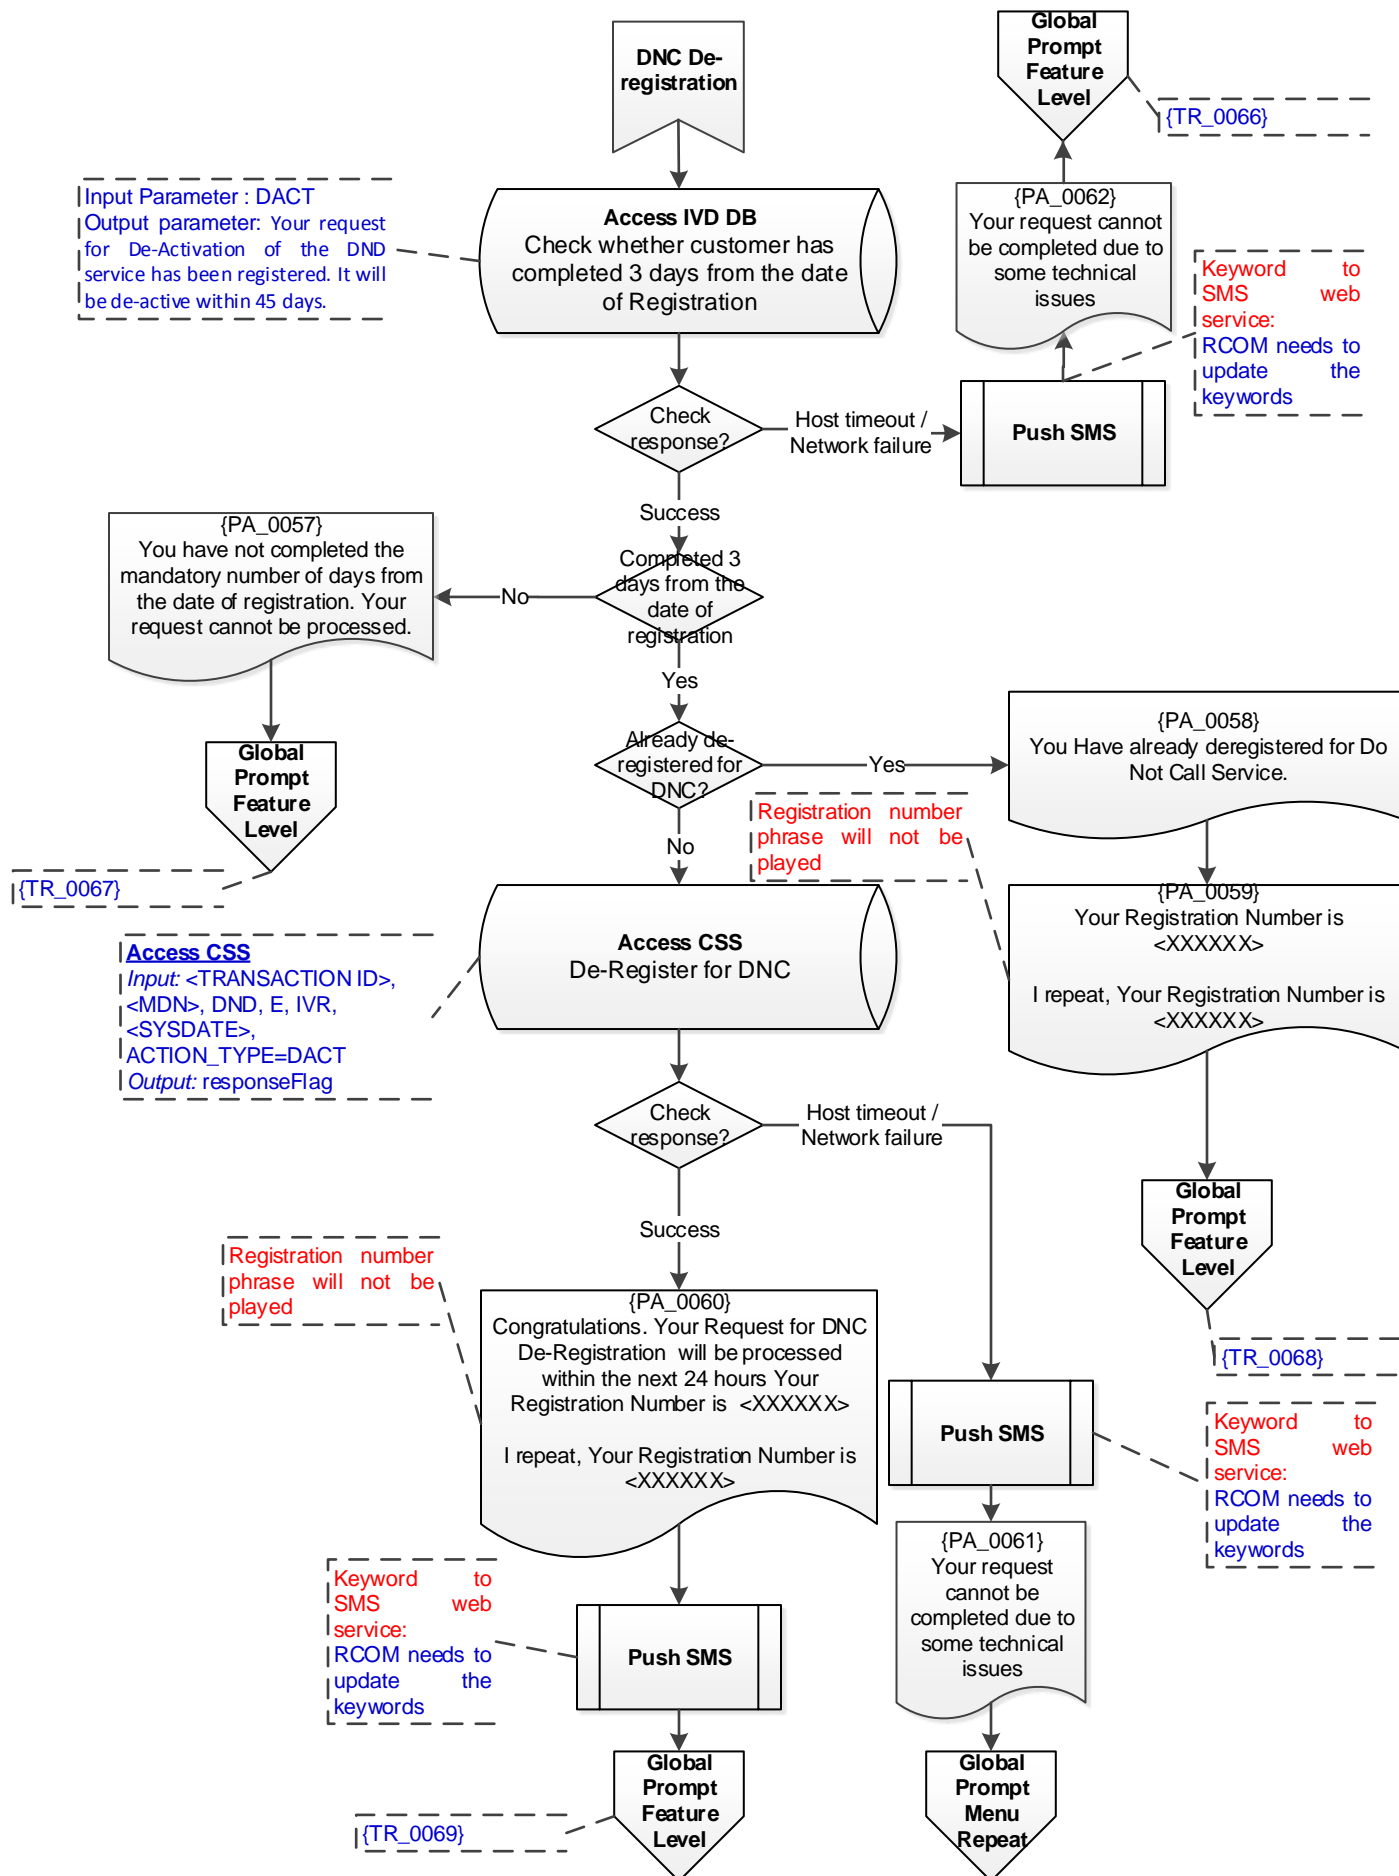 DNC De-
registration
Global
Prompt
Feature
Level
{TR_0066}
Input Parameter : DACT
Output parameter: Your request
for De-Activation of the DND
service has been registered. It will
be de-active within 45 days.
Access IVD DB
Check whether customer has
completed 3 days from the date
of Registration
{PA_0062}
Your request cannot
be completed due to
some technical
issues
Keyword to
SMS web
service:
RCOM needs to
update the
keywords
Check
response?
Host timeout /
Network failure
Push SMS
Success
{PA_0057}
You have not completed the
mandatory number of days from
the date of registration. Your
request cannot be processed.
No
Completed 3
days from the
date of
registration
Yes
Global
Prompt
Feature
Level
{TR_0067}
Already de-
registered for
DNC?
Yes
{PA_0058}
You Have already deregistered for Do
Not Call Service.
Registration number
phrase will not be
played
No
{PA_0059}
Your Registration Number is
<XXXXXX>
I repeat, Your Registration Number is
<XXXXXX>
Access CSS
Input: <TRANSACTION ID>,
<MDN>, DND, E, IVR,
<SYSDATE>,
ACTION_TYPE=DACT
Output: responseFlag
Access CSS
De-Register for DNC
Check
response?
Host timeout /
Network failure
Global
Prompt
Feature
Level
{TR_0068}
Success
Registration number
phrase will not be
played
{PA_0060}
Congratulations. Your Request for DNC
De-Registration will be processed
within the next 24 hours Your
Registration Number is <XXXXXX>
I repeat, Your Registration Number is
<XXXXXX>
Push SMS
Keyword to
SMS web
service:
RCOM needs to
update the
keywords
{PA_0061}
Your request
cannot be
completed due to
some technical
issues
Keyword to
SMS web
service:
RCOM needs to
update the
keywords
Push SMS
Global
Prompt
Feature
Level
{TR_0069}
Global
Prompt
Menu
Repeat